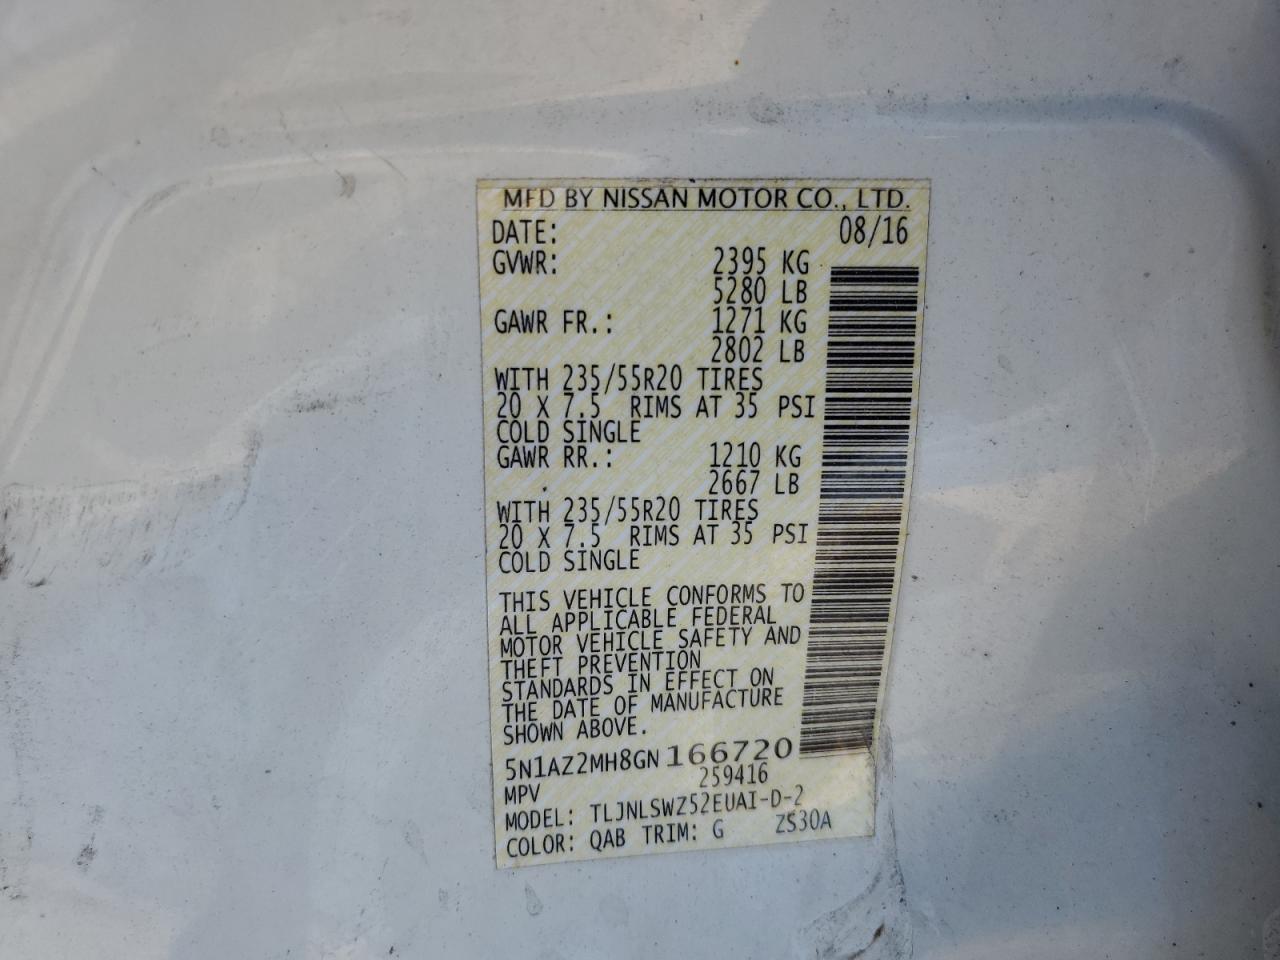 MFD BY NISSAN MOTOR CO., LTD.
DATE: 08/16
GVWR: 2395 KG
5280 LB
GAWR FR.: 1271 KG
2802 LB
WITH 235/55R20 TIRES
20 X 7.5 RIMS AT 35 PSI
COLD SINGLE
GAWR RR.: 1210 KG
2667 LB
WITH 235/55R20 TIRES
20 X 7.5 RIMS AT 35 PSI
COLD SINGLE
THIS VEHICLE CONFORMS TO
ALL APPLICABLE FEDERAL
MOTOR VEHICLE SAFETY AND
THEFT PREVENTION
STANDARDS IN EFFECT ON
THE DATE OF MANUFACTURE
SHOWN ABOVE.
5N1AZ2MH8GN166720
MPV 259416
MODEL: TLJNLSWZ52EUAI-D-2
COLOR: QAB TRIM: G ZS30A